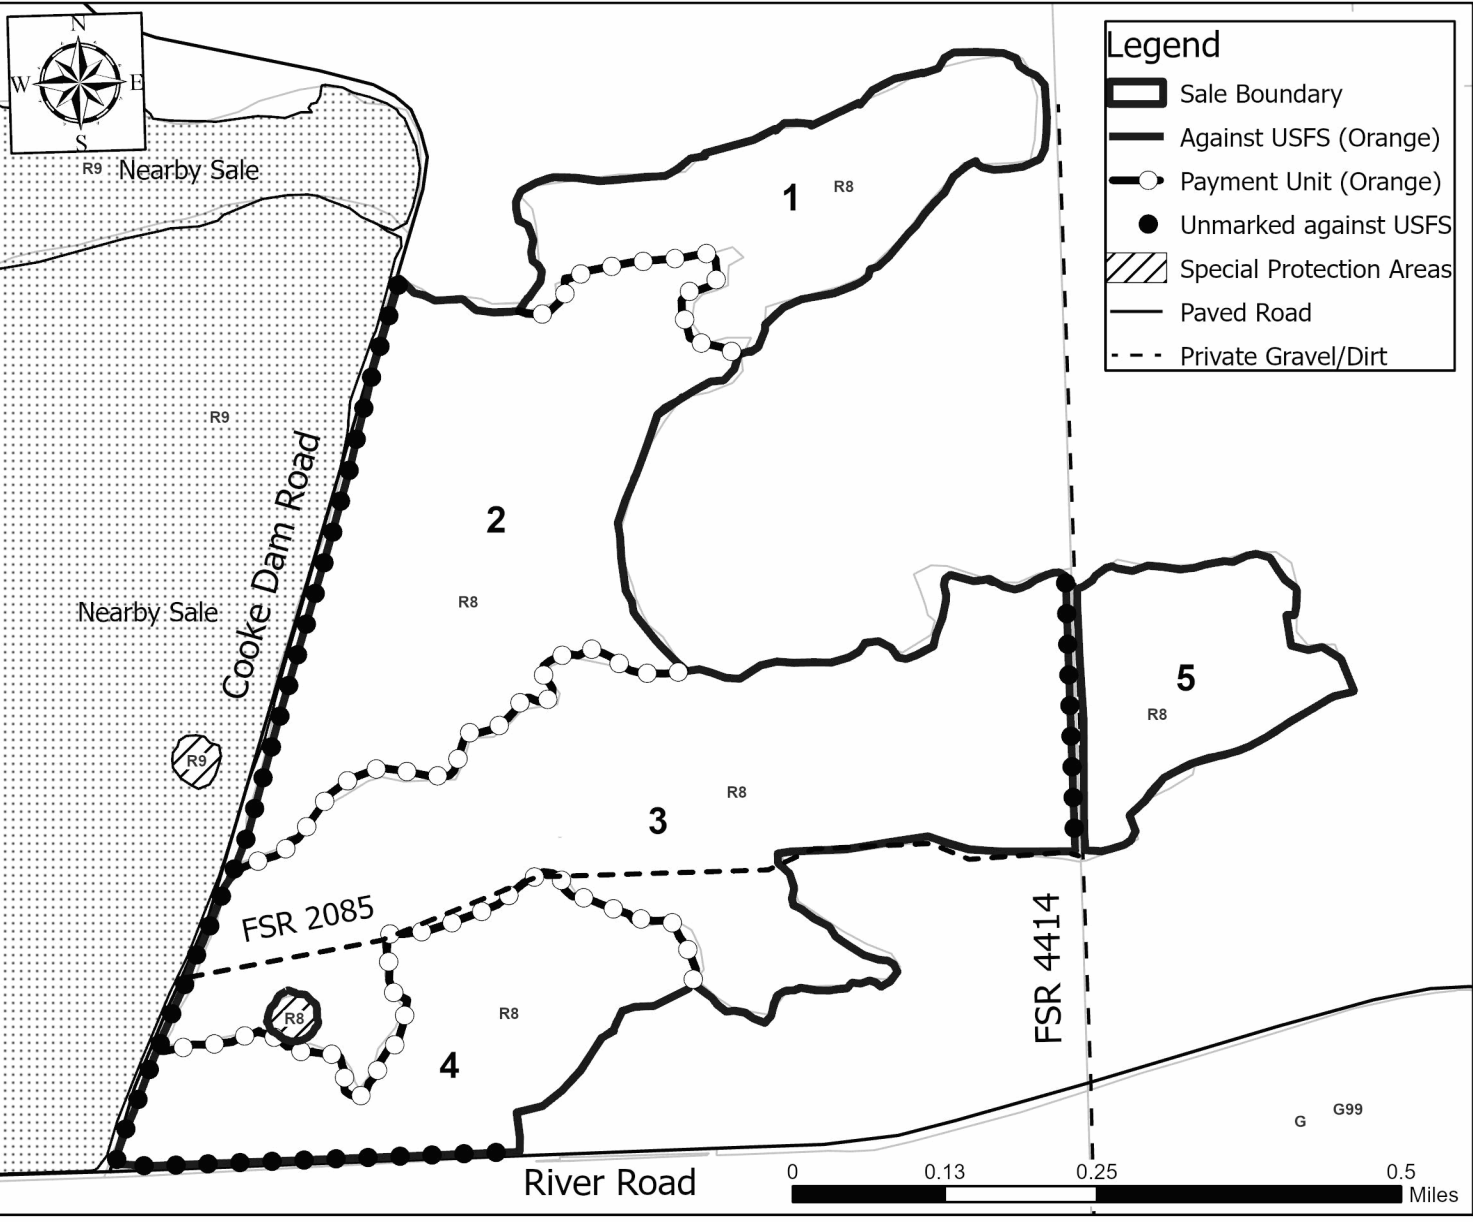 N
W E
S
Legend
Sale Boundary
Against USFS (Orange)
Payment Unit (Orange)
Unmarked against USFS
Special Protection Areas
Paved Road
Private Gravel/Dirt
R9 Nearby Sale
1 R8
R9
Cooke Dam Road
2
R8
Nearby Sale
5
R8
R9
R8
3
FSR 2085
R8
R8
4
FSR 4414
G G99
River Road
0 0.13 0.25 0.5
Miles